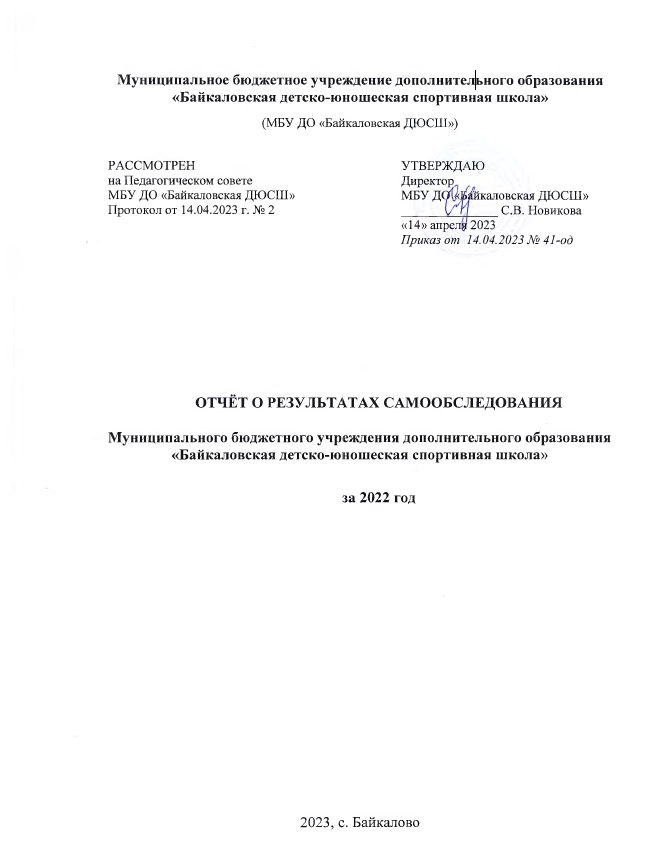 Муниципальное бюджетное учреждение дополнительного образования
«Байкаловская детско-юношеская спортивная школа»
(МБУ ДО «Байкаловская ДЮСШ»)
РАССМОТРЕН
на Педагогическом совете
МБУ ДО «Байкаловская ДЮСШ»
Протокол от 14.04.2023 г. № 2
УТВЕРЖДАЮ
Директор
МБУ ДО «Байкаловская ДЮСШ»
_______________ С.В. Новикова
«14» апреля 2023
Приказ от 14.04.2023 № 41-од
ОТЧЁТ О РЕЗУЛЬТАТАХ САМООБСЛЕДОВАНИЯ
Муниципального бюджетного учреждения дополнительного образования
«Байкаловская детско-юношеская спортивная школа»
за 2022 год
2023, с. Байкалово